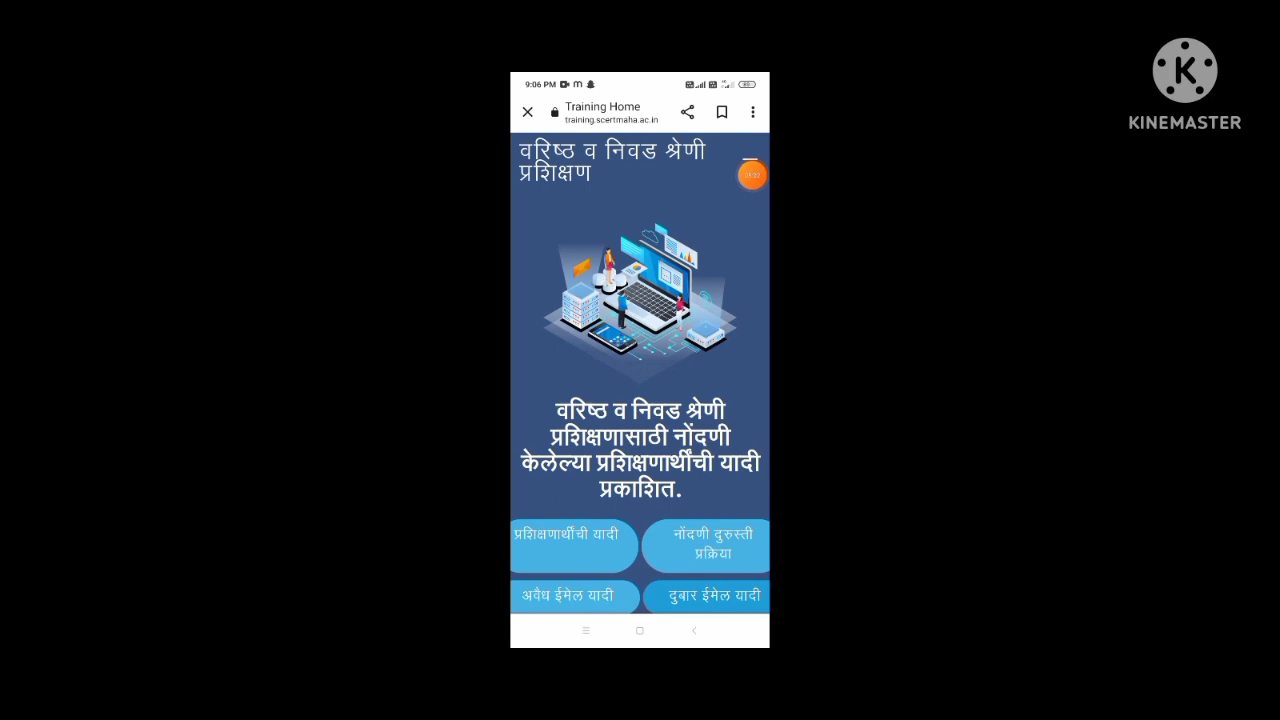 9:06 PM
Training Home
training.scertmaha.ac.in
वरिष्ठ व निवड श्रेणी
प्रशिक्षण
वरिष्ठ व निवड श्रेणी
प्रशिक्षणासाठी नोंदणी
केलेल्या प्रशिक्षणार्थींची यादी
प्रकाशित.
प्रशिक्षणार्थींची यादी
नोंदणी दुरुस्ती
प्रक्रिया
अवैध ईमेल यादी
दुबार ईमेल यादी
K
KINEMASTER